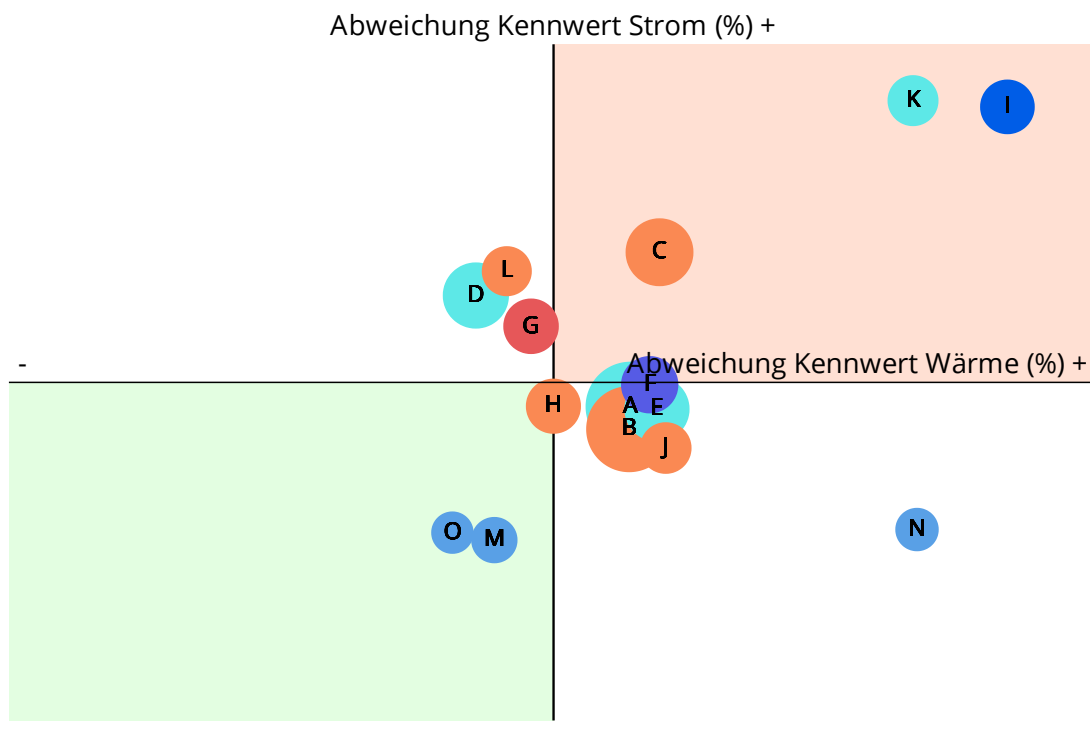 Abweichung Kennwert Strom (%) +
K
I
C
L
D
G
-
Abweichung Kennwert Wärme (%) +
F
H
A
E
B
J
O
M
N